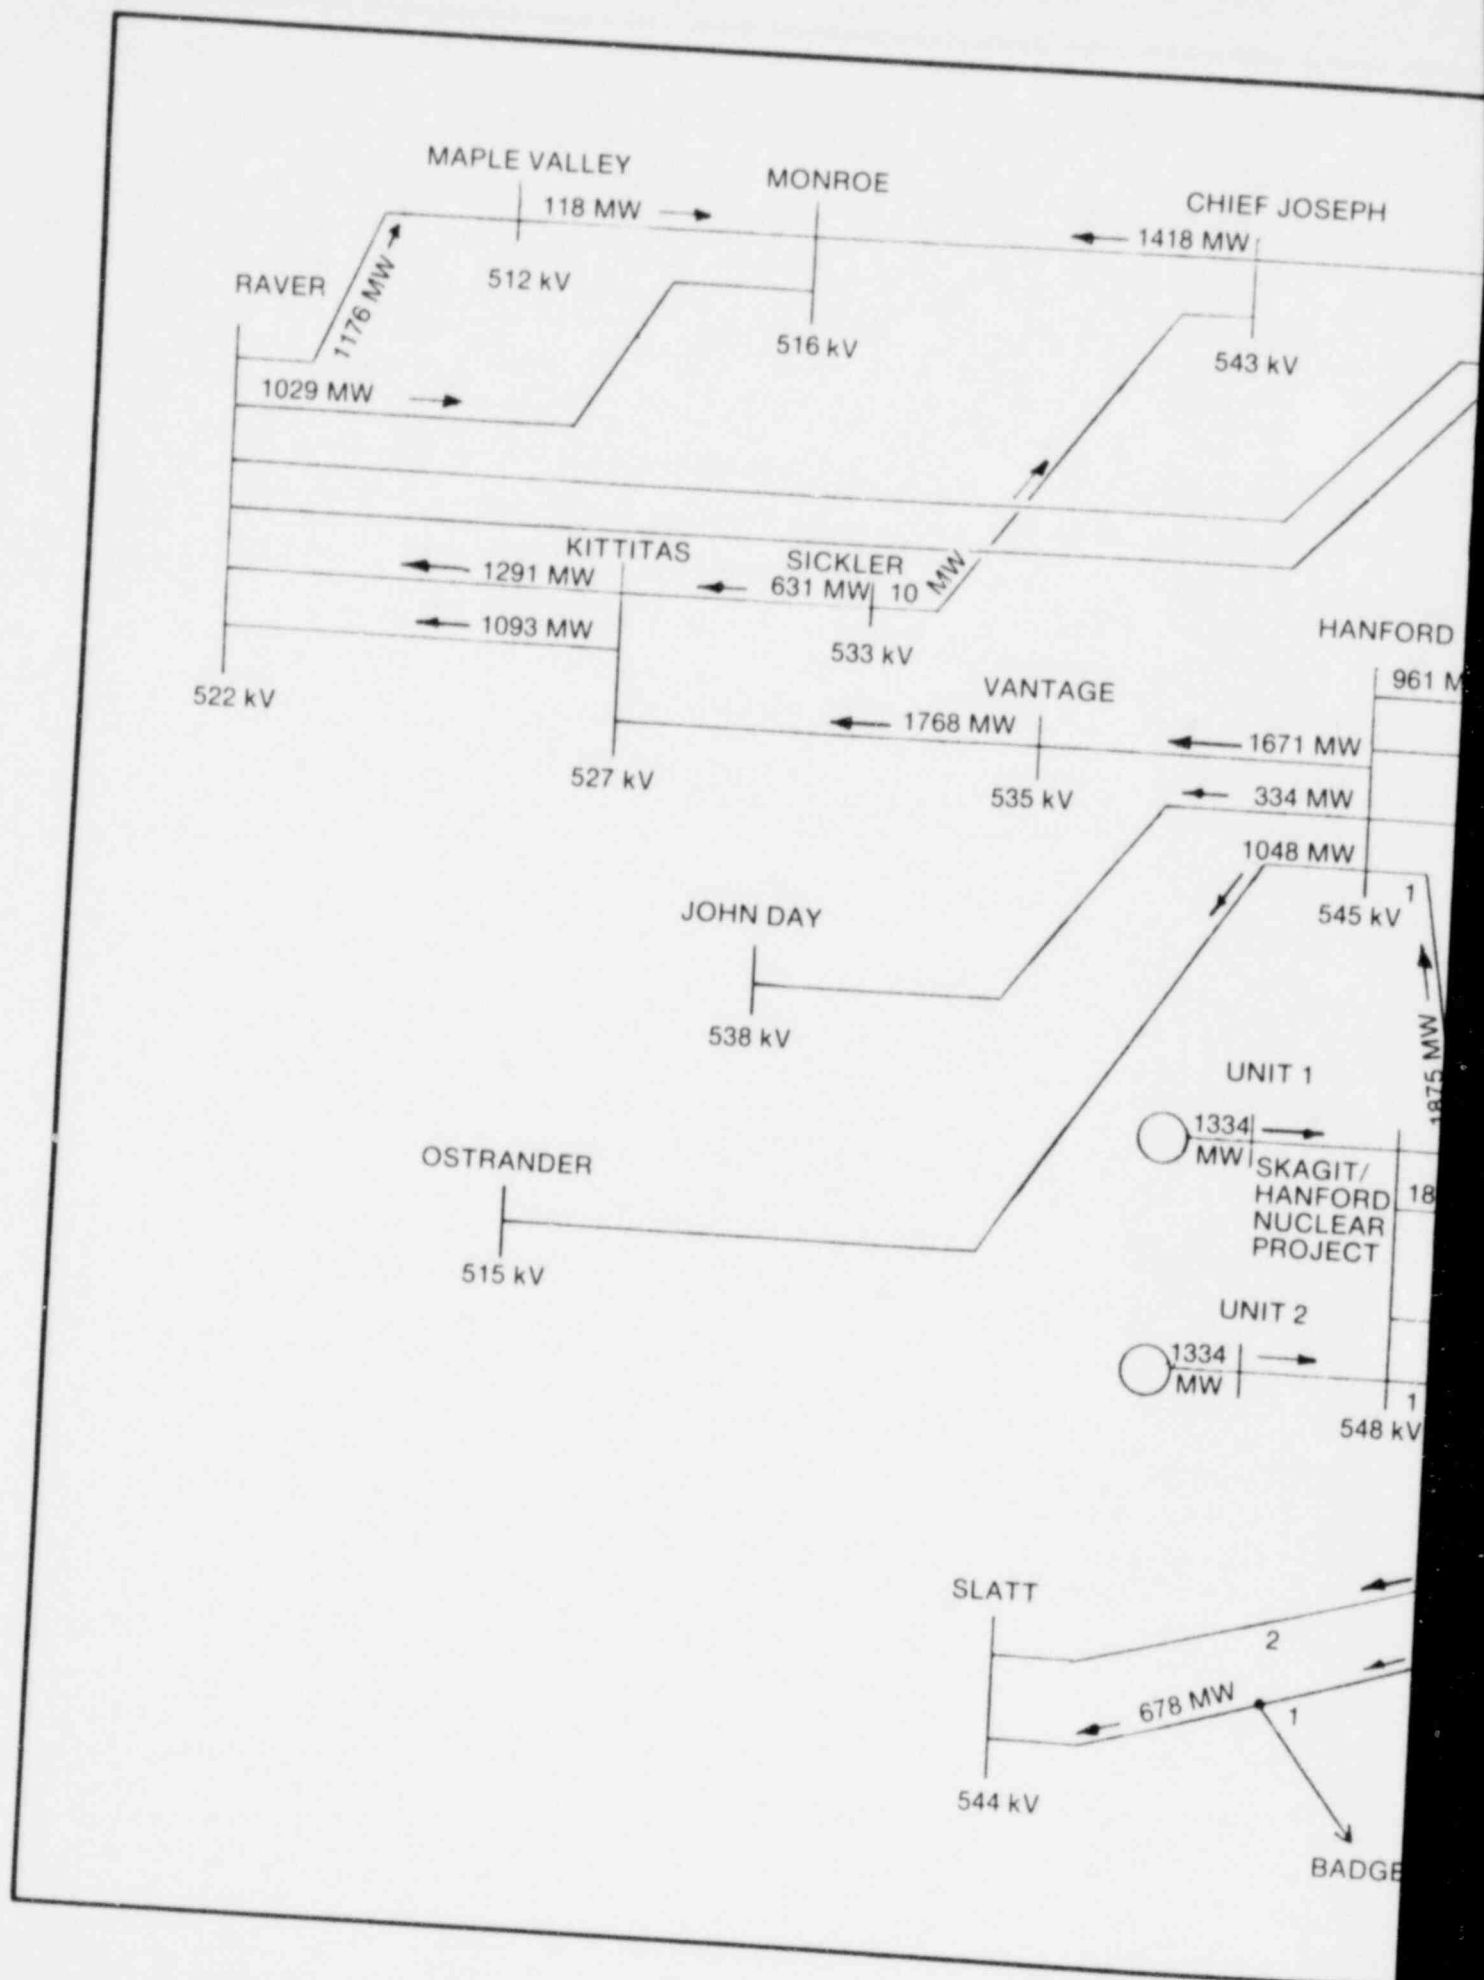 MAPLE VALLEY
MONROE
118 MW
CHIEF JOSEPH
1418 MW
RAVER
1176 MW
512 kV
516 kV
543 kV
1029 MW
KITTITAS
SICKLER
1291 MW
631 MW
10 MW
1093 MW
533 kV
HANFORD
961 M
522 kV
VANTAGE
1768 MW
1671 MW
527 kV
535 kV
334 MW
1048 MW
JOHN DAY
545 kV
1
538 kV
1875 MW
UNIT 1
1334
MW
OSTRANDER
SKAGIT/
HANFORD
NUCLEAR
PROJECT
18
515 kV
UNIT 2
1334
MW
1
548 kV
SLATT
2
678 MW
1
544 kV
BADGE